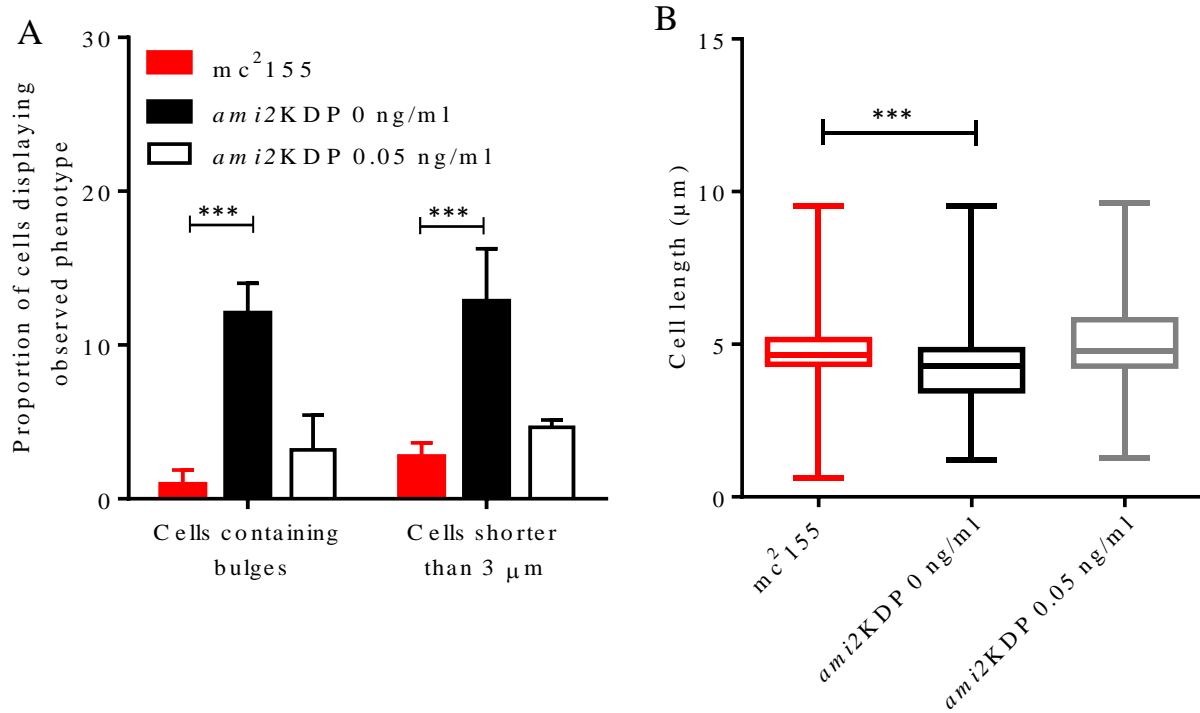 A
30
20
10
0
Proportion of cells displaying
observed phenotype
mc²155
ami2KDP 0 ng/ml
ami2KDP 0.05 ng/ml
***
***
Cells containing
bulges
Cells shorter
than 3 μm
B
15
10
5
0
Cell length (μm)
***
mc²155
ami2KDP 0 ng/ml
ami2KDP 0.05 ng/ml